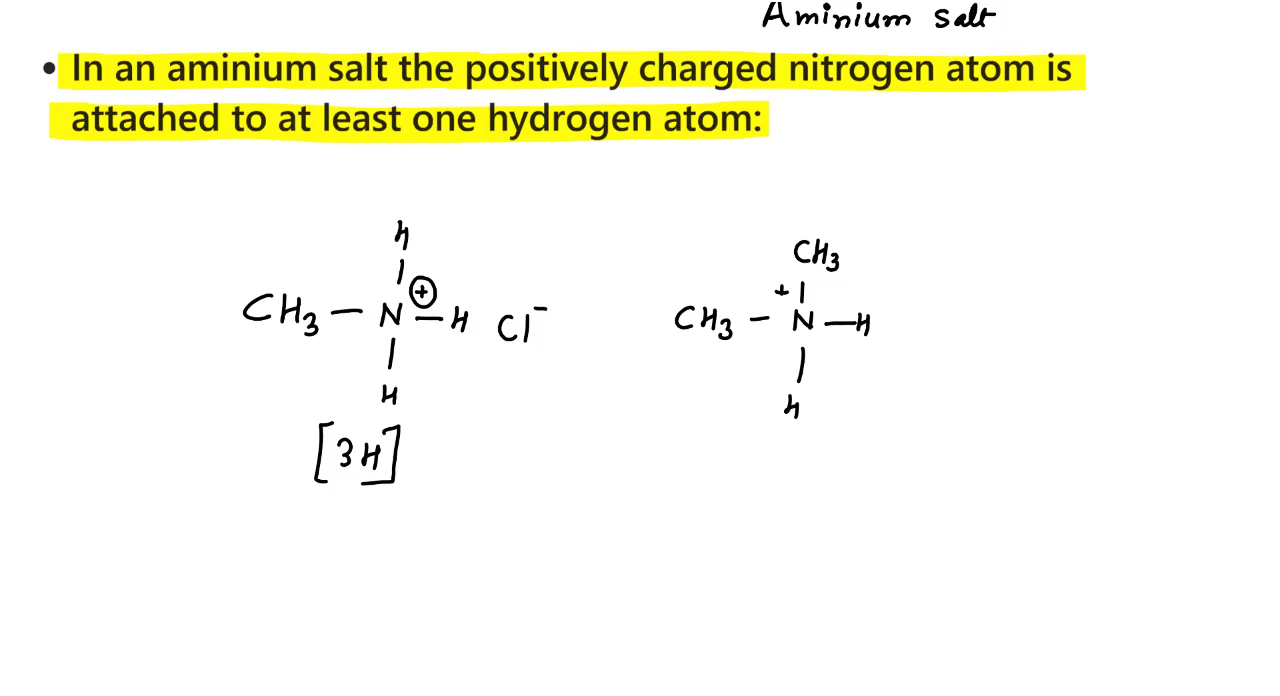 Aminium salt
• In an aminium salt the positively charged nitrogen atom is
attached to at least one hydrogen atom:
H
CH3 – N ⊕ – H Cl⁻
H
[3H]
CH3
CH3 – N + – H
H